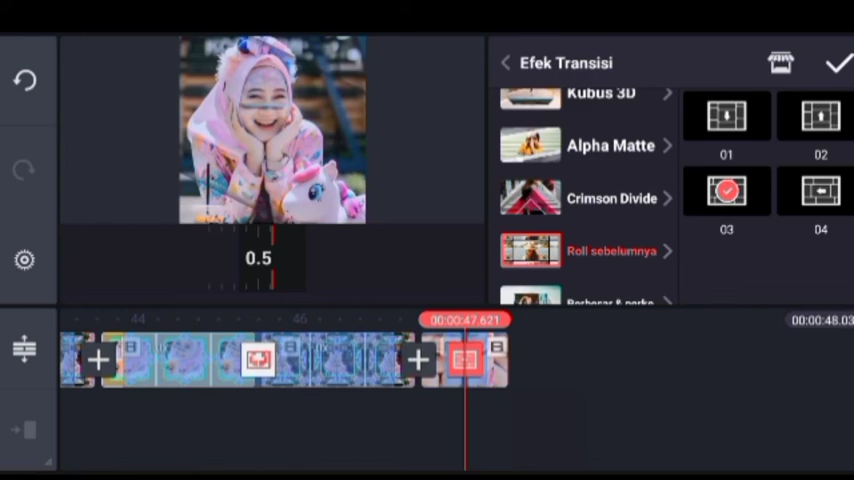 Efek Transisi
Kubus 3D
Alpha Matte
Crimson Divide
Roll sebelumnya
01
02
03
04
0.5
44
46
00:00:47.621
00:00:48.03